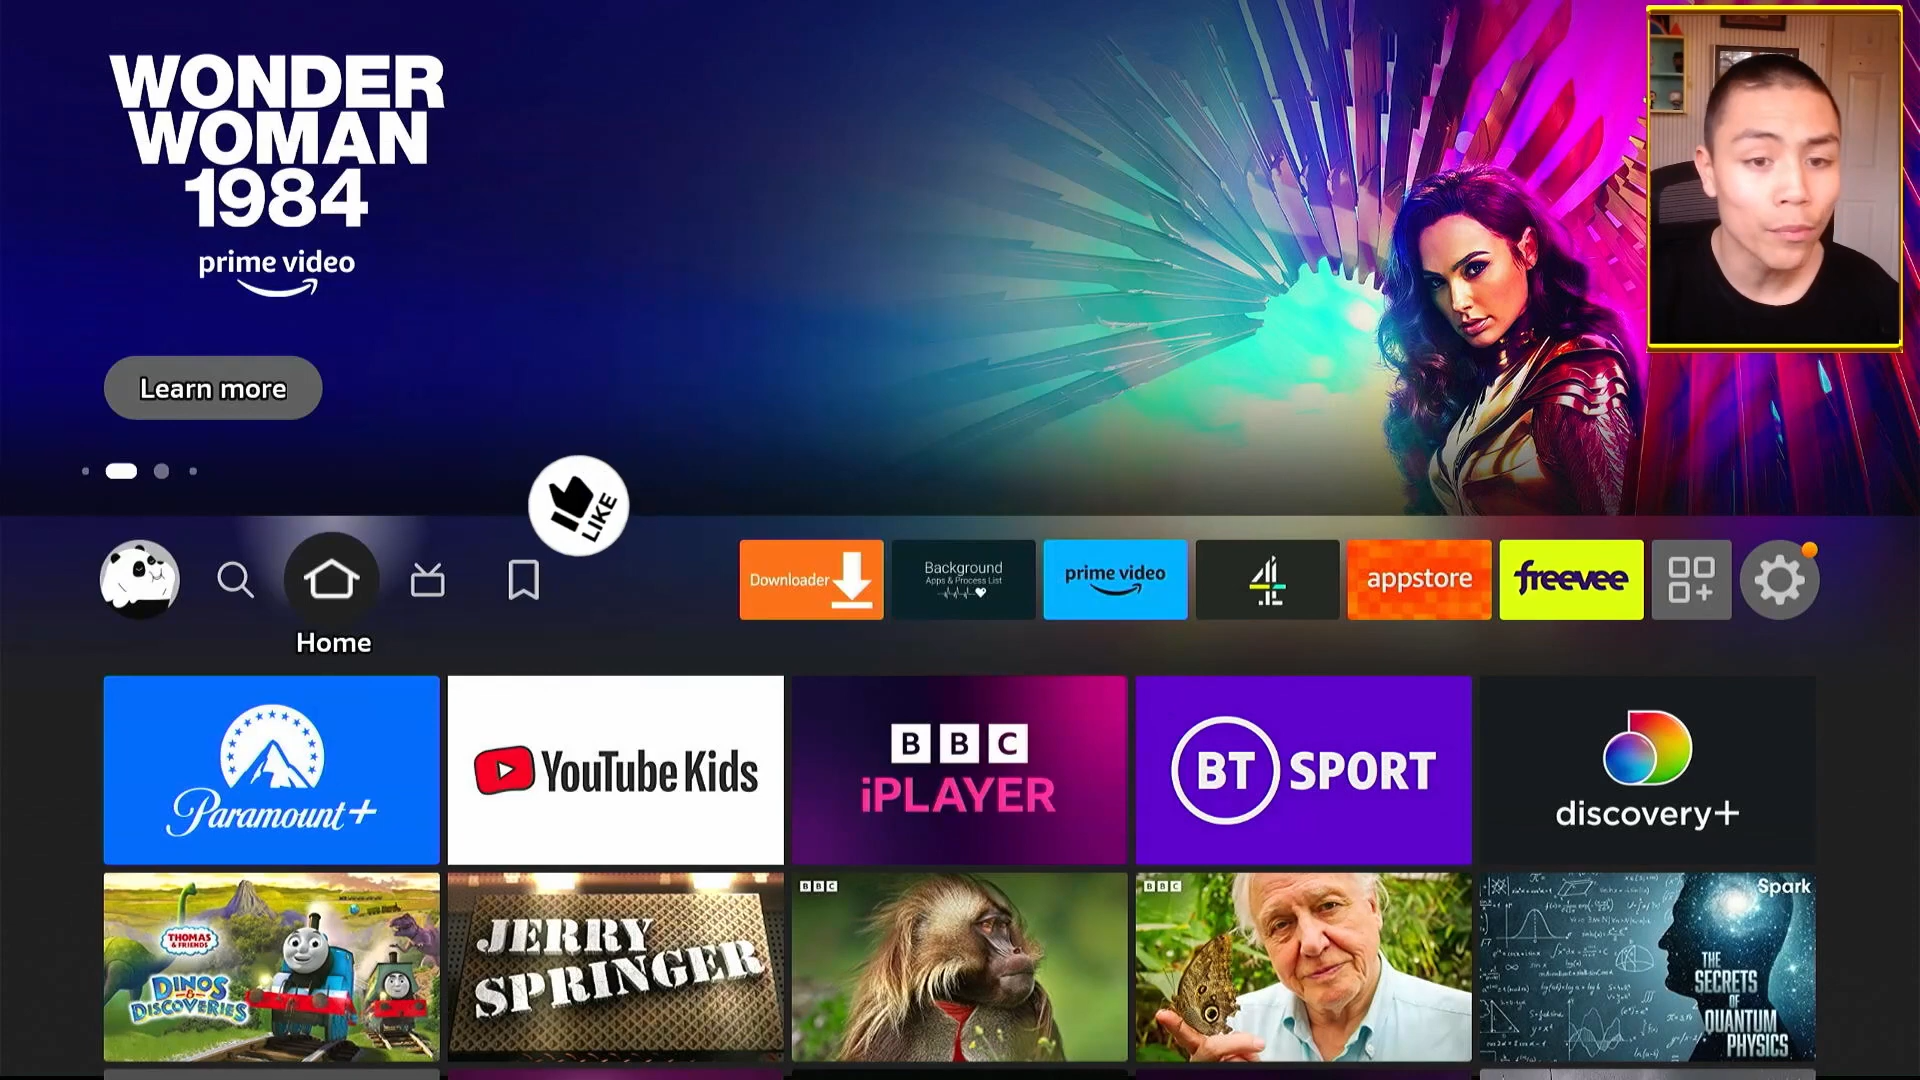 WONDER
WOMAN
1984
prime video
Learn more
LIKE
Home
Downloader
Background
Apps & Process List
prime video
4
appstore
freevee
Paramount+
YouTube Kids
BBC
iPLAYER
BT SPORT
discovery+
THOMAS
& FRIENDS
DINOS
&
DISCOVERIES
JERRY
SPRINGER
BBC
BBC
Spark
THE
SECRETS
OF
QUANTUM
PHYSICS